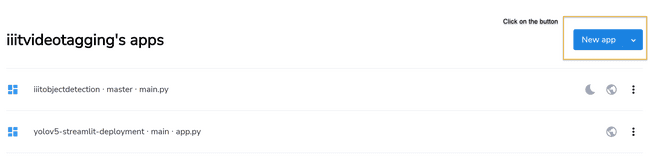 Click on the button
iiitvideotagging's apps
New app
iiitobjectdetection · master · main.py
yolov5-streamlit-deployment · main · app.py